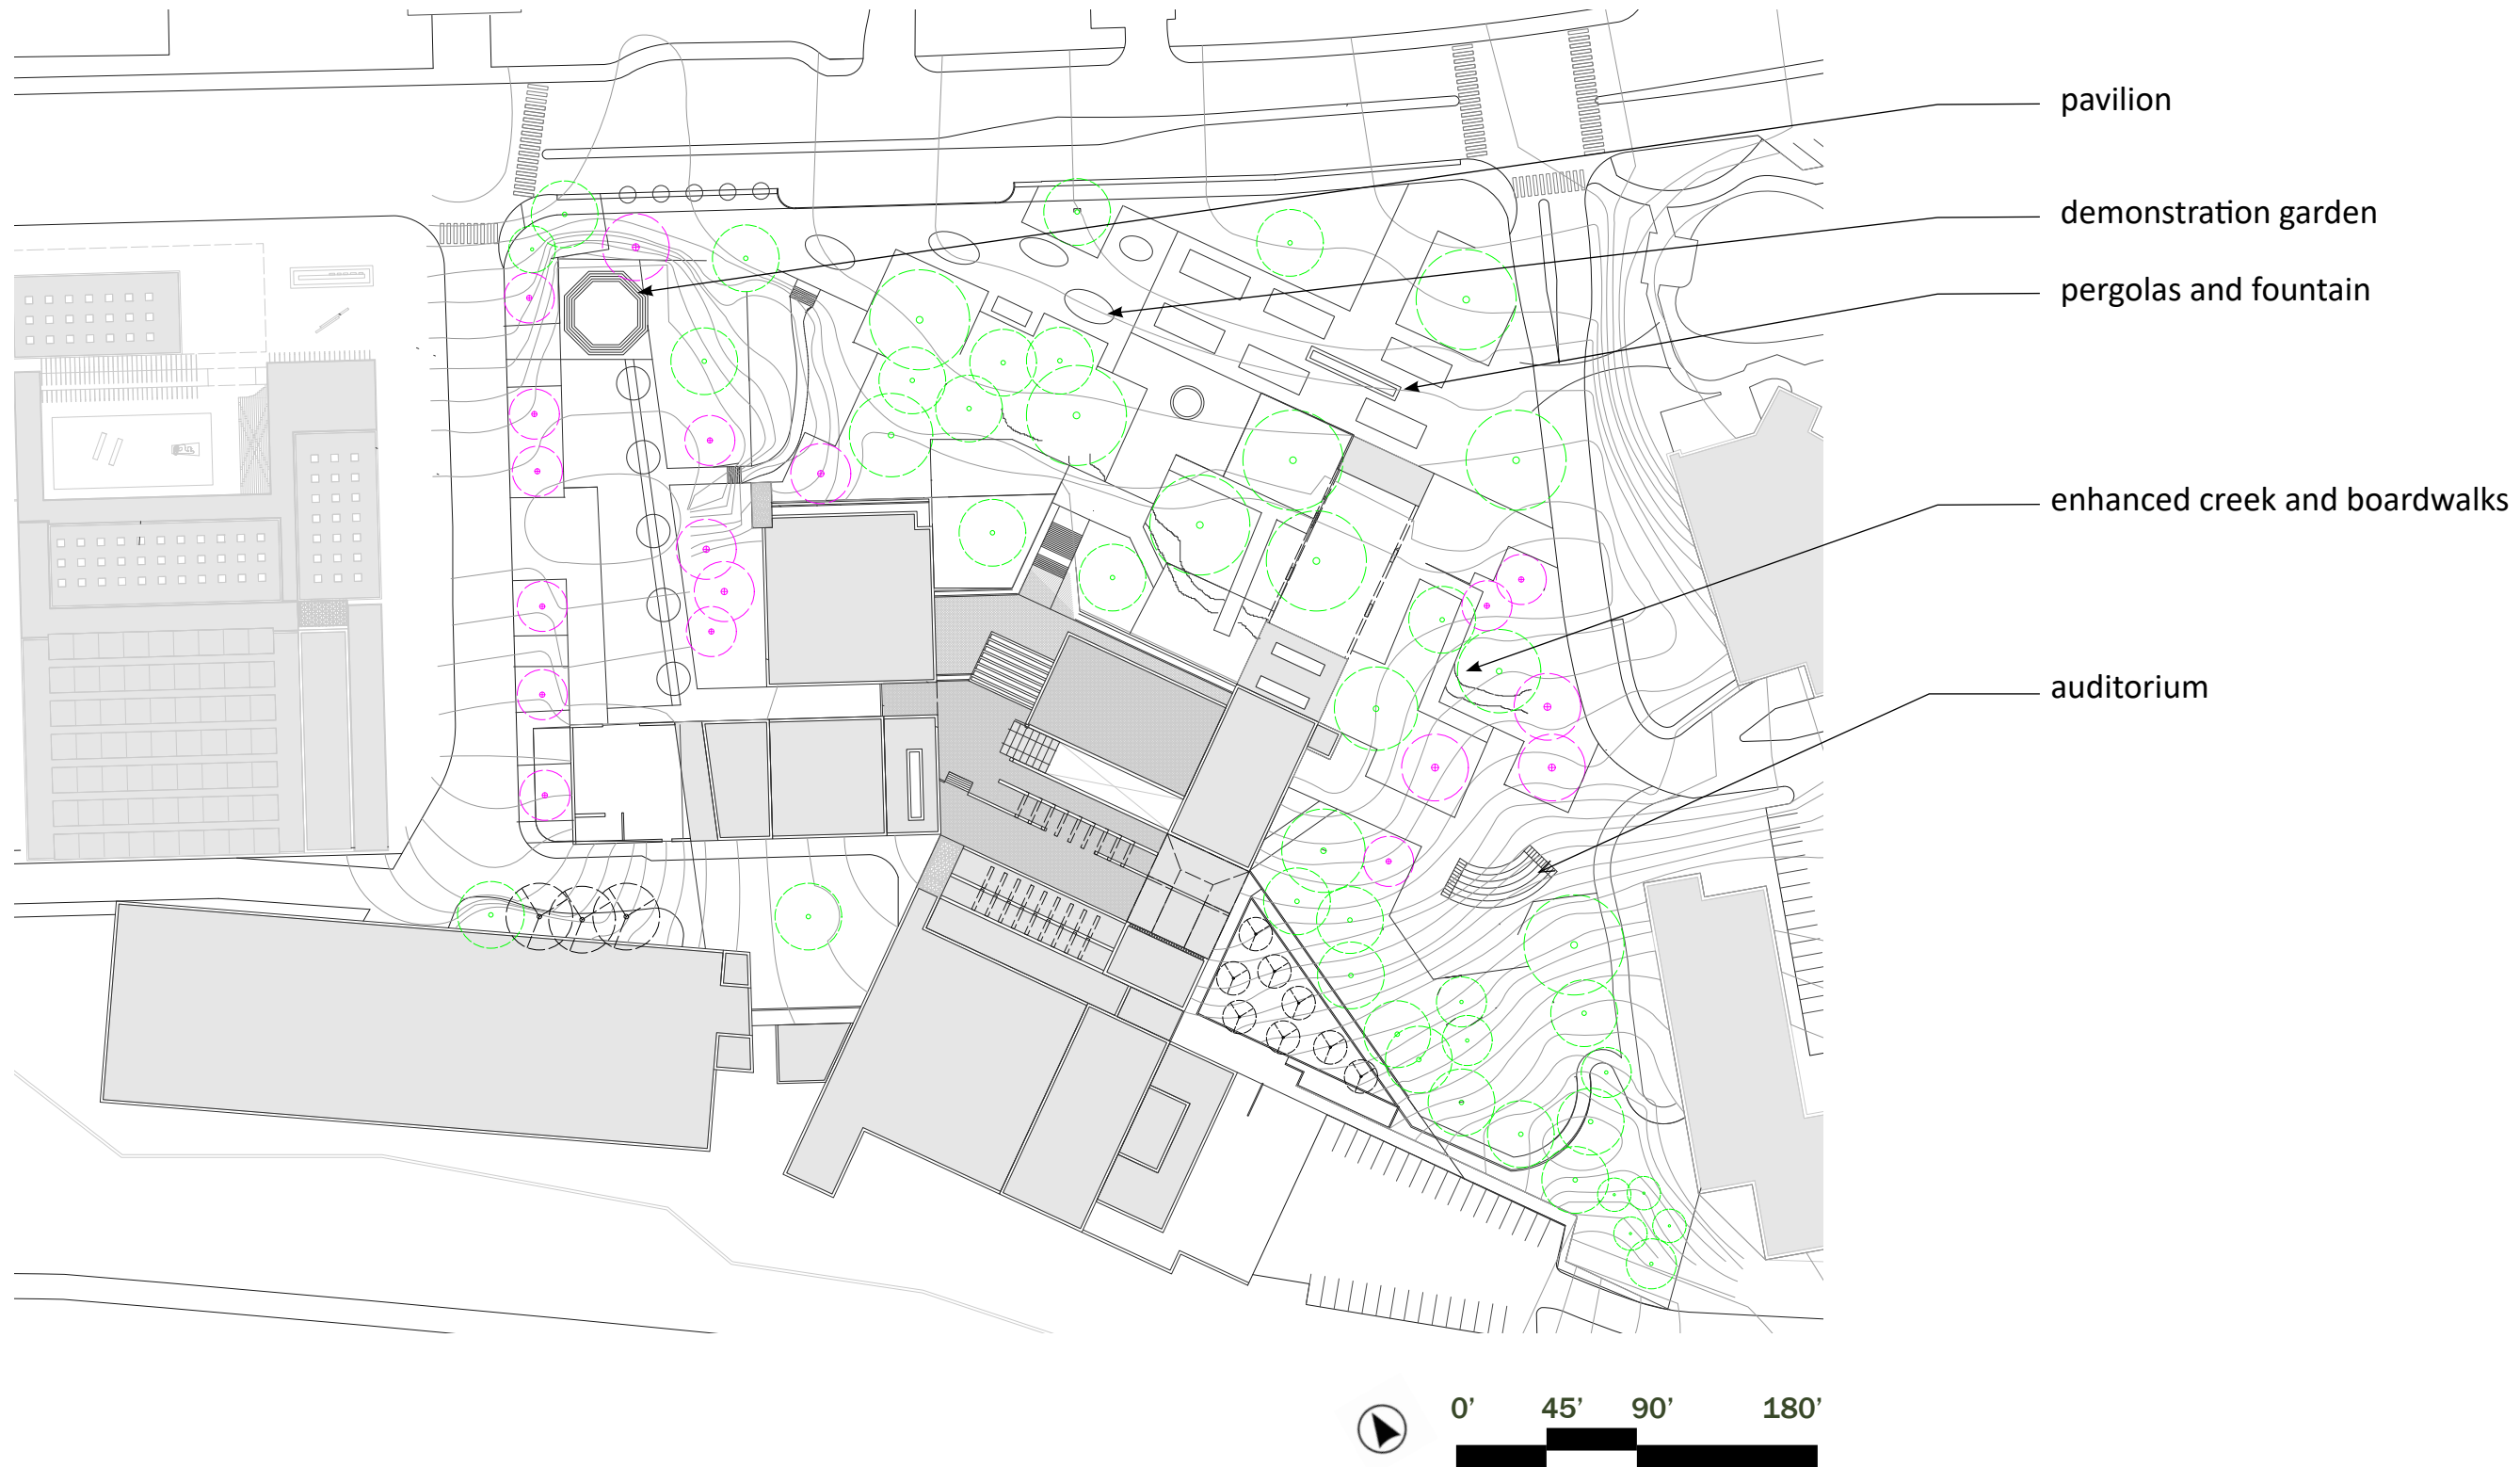 pavilion
demonstration garden
pergolas and fountain
enhanced creek and boardwalks
auditorium
0’ 45’ 90’ 180’